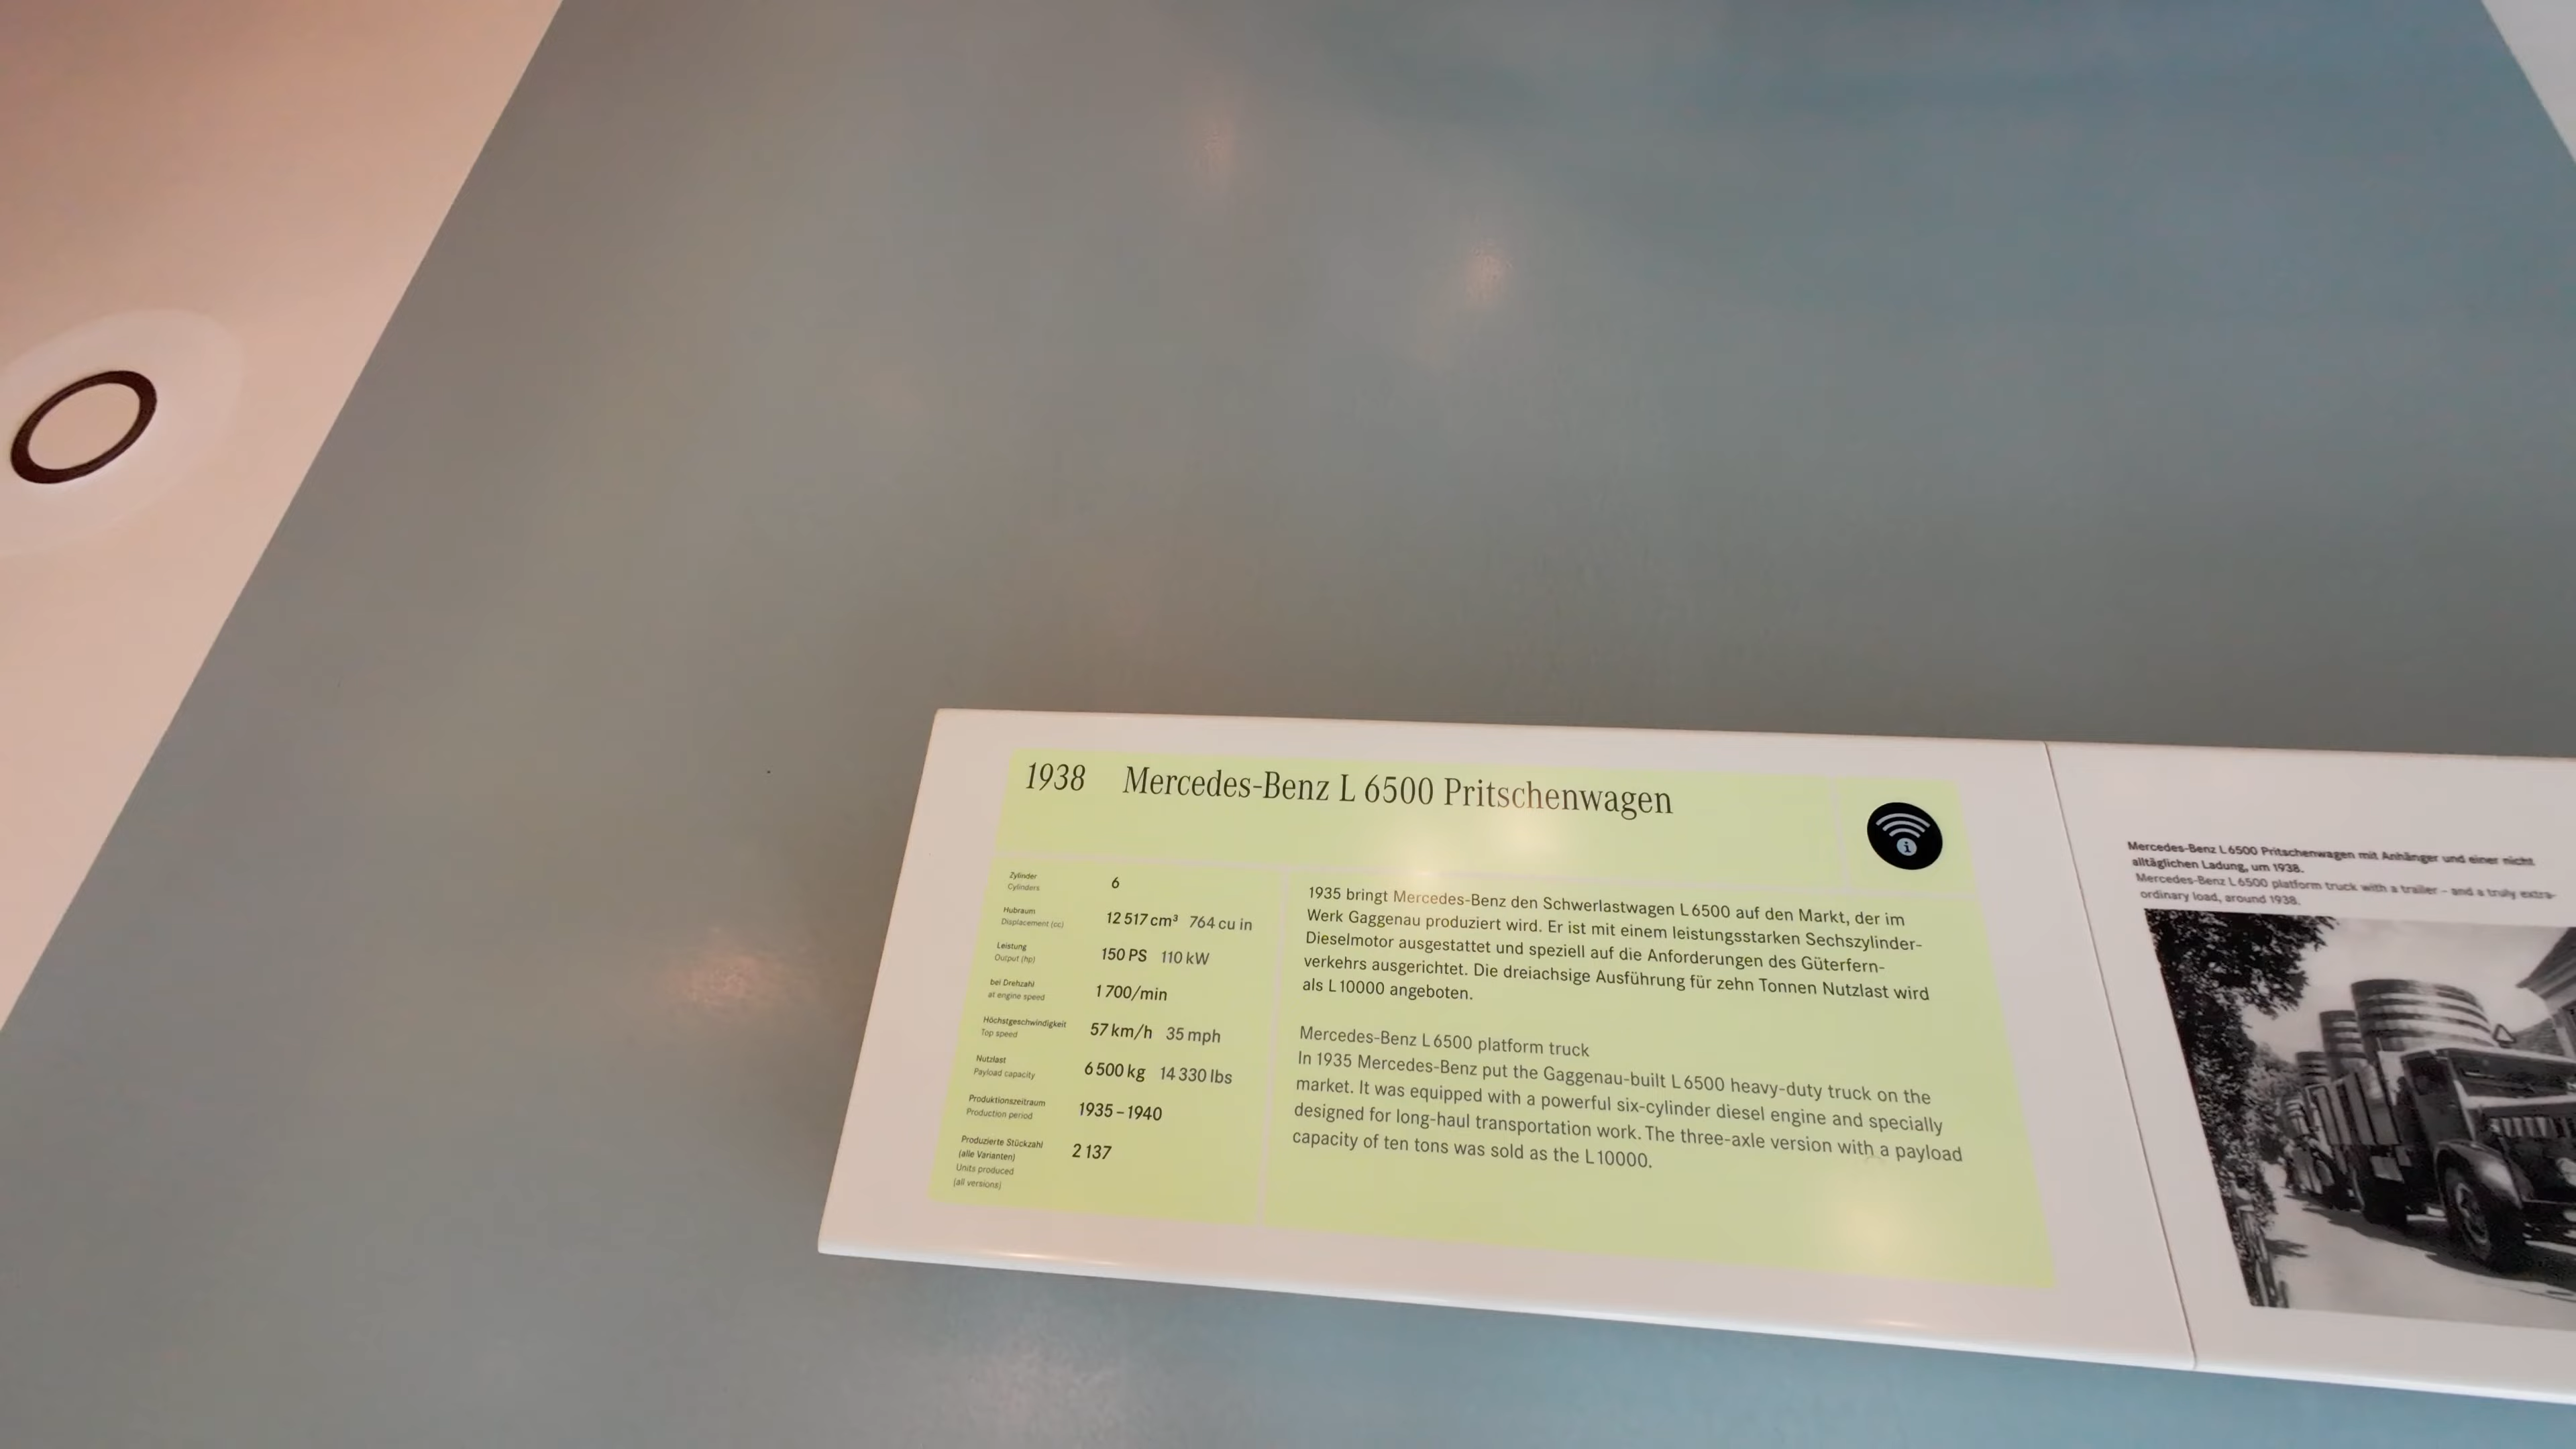 1938 Mercedes-Benz L 6500 Pritschenwagen
i
Zylinder
Cylinders
6
Hubraum
Displacement (cc)
12 517 cm³ 764 cu in
Leistung
Output (hp)
150 PS 110 kW
bei Drehzahl
at engine speed
1 700/min
Höchstgeschwindigkeit
Top speed
57 km/h 35 mph
Nutzlast
Payload capacity
6 500 kg 14 330 lbs
Produktionszeitraum
Production period
1935 – 1940
Produzierte Stückzahl
(alle Varianten)
Units produced
(all versions)
2 137
1935 bringt Mercedes-Benz den Schwerlastwagen L 6500 auf den Markt, der im
Werk Gaggenau produziert wird. Er ist mit einem leistungsstarken Sechszylinder-
Dieselmotor ausgestattet und speziell auf die Anforderungen des Güterfern-
verkehrs ausgerichtet. Die dreiachsige Ausführung für zehn Tonnen Nutzlast wird
als L 10000 angeboten.
Mercedes-Benz L 6500 platform truck
In 1935 Mercedes-Benz put the Gaggenau-built L 6500 heavy-duty truck on the
market. It was equipped with a powerful six-cylinder diesel engine and specially
designed for long-haul transportation work. The three-axle version with a payload
capacity of ten tons was sold as the L 10000.
Mercedes-Benz L 6500 Pritschenwagen mit Anhänger und einer nicht
alltäglichen Ladung, um 1938.
Mercedes-Benz L 6500 platform truck with a trailer – and a truly extra-
ordinary load, around 1938.